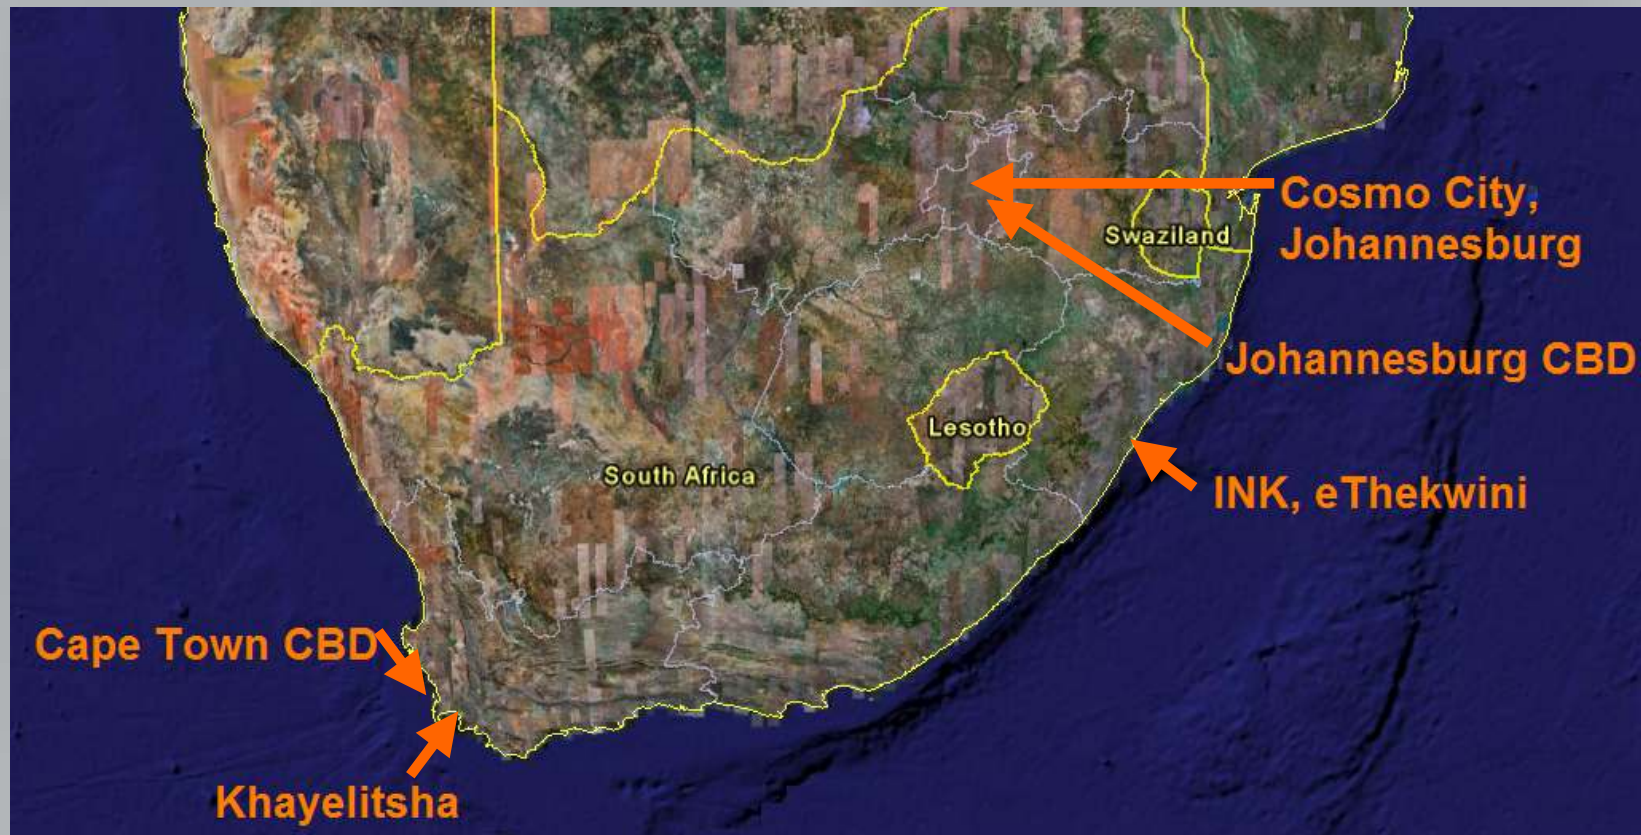 Cosmo City,
Johannesburg
Swaziland
Johannesburg CBD
Lesotho
South Africa
INK, eThekwini
Cape Town CBD
Khayelitsha